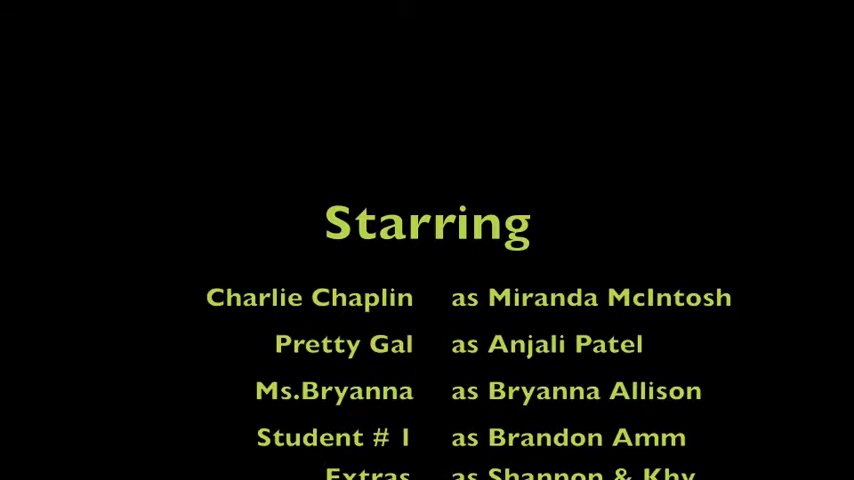 Starring
Charlie Chaplin as Miranda McIntosh
Pretty Gal as Anjali Patel
Ms.Bryanna as Bryanna Allison
Student # 1 as Brandon Amm
Extras as Shannon & Khy